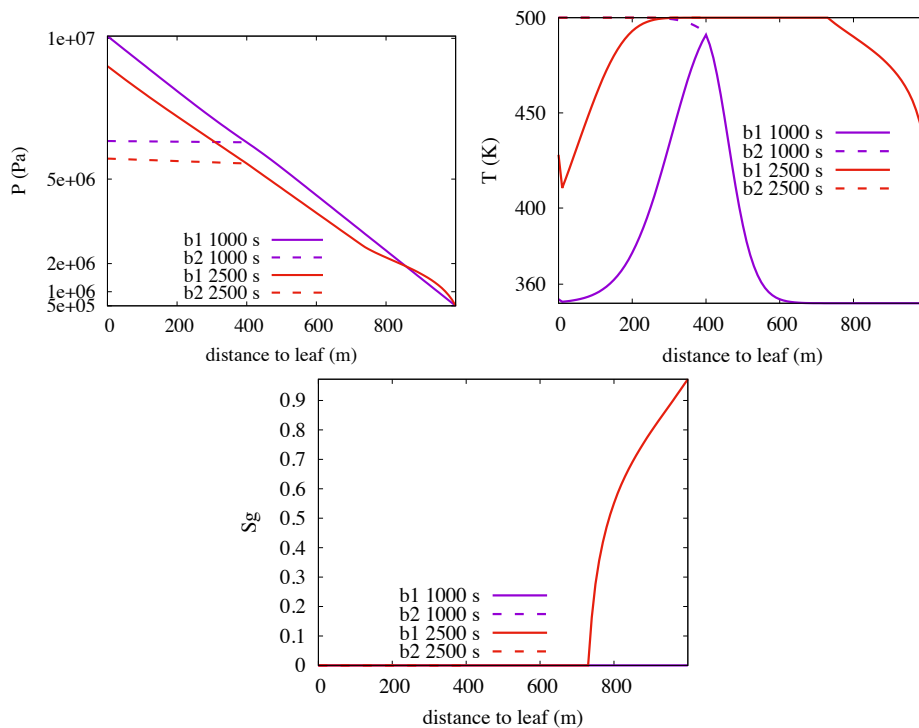 1e+07
5e+06
2e+06
1e+06
5e+05
P (Pa)
b1 1000 s
b2 1000 s
b1 2500 s
b2 2500 s
0 200 400 600 800
distance to leaf (m)
500
450
400
360
T (K)
b1 1000 s
b2 1000 s
b1 2500 s
b2 2500 s
0 200 400 600 800
distance to leaf (m)
0.9
0.8
0.7
0.6
0.5
0.4
0.3
0.2
0.1
0
Sg
b1 1000 s
b2 1000 s
b1 2500 s
b2 2500 s
0 200 400 600 800
distance to leaf (m)